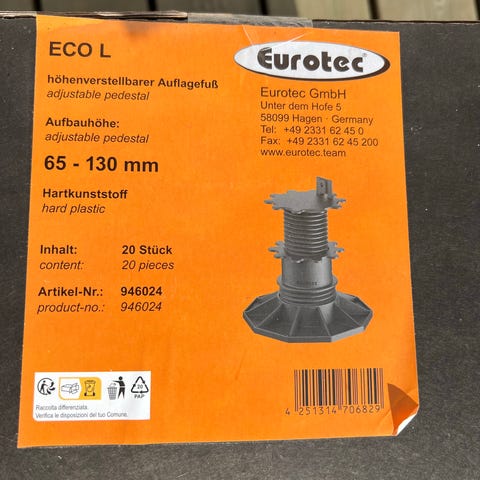 ECO L
höhenverstellbarer Auflagefuß
adjustable pedestal
Aufbauhöhe:
adjustable pedestal
65 - 130 mm
Hartkunststoff
hard plastic
Inhalt: 20 Stück
content: 20 pieces
Artikel-Nr.: 946024
product-no.: 946024
Eurotec
Eurotec GmbH
Unter dem Hofe 5
58099 Hagen · Germany
Tel: +49 2331 62 45 0
Fax: +49 2331 62 45 200
www.eurotec.team
20
PAP
Raccolta differenziata.
Verifica le disposizioni del tuo Comune.
4 251314 706829